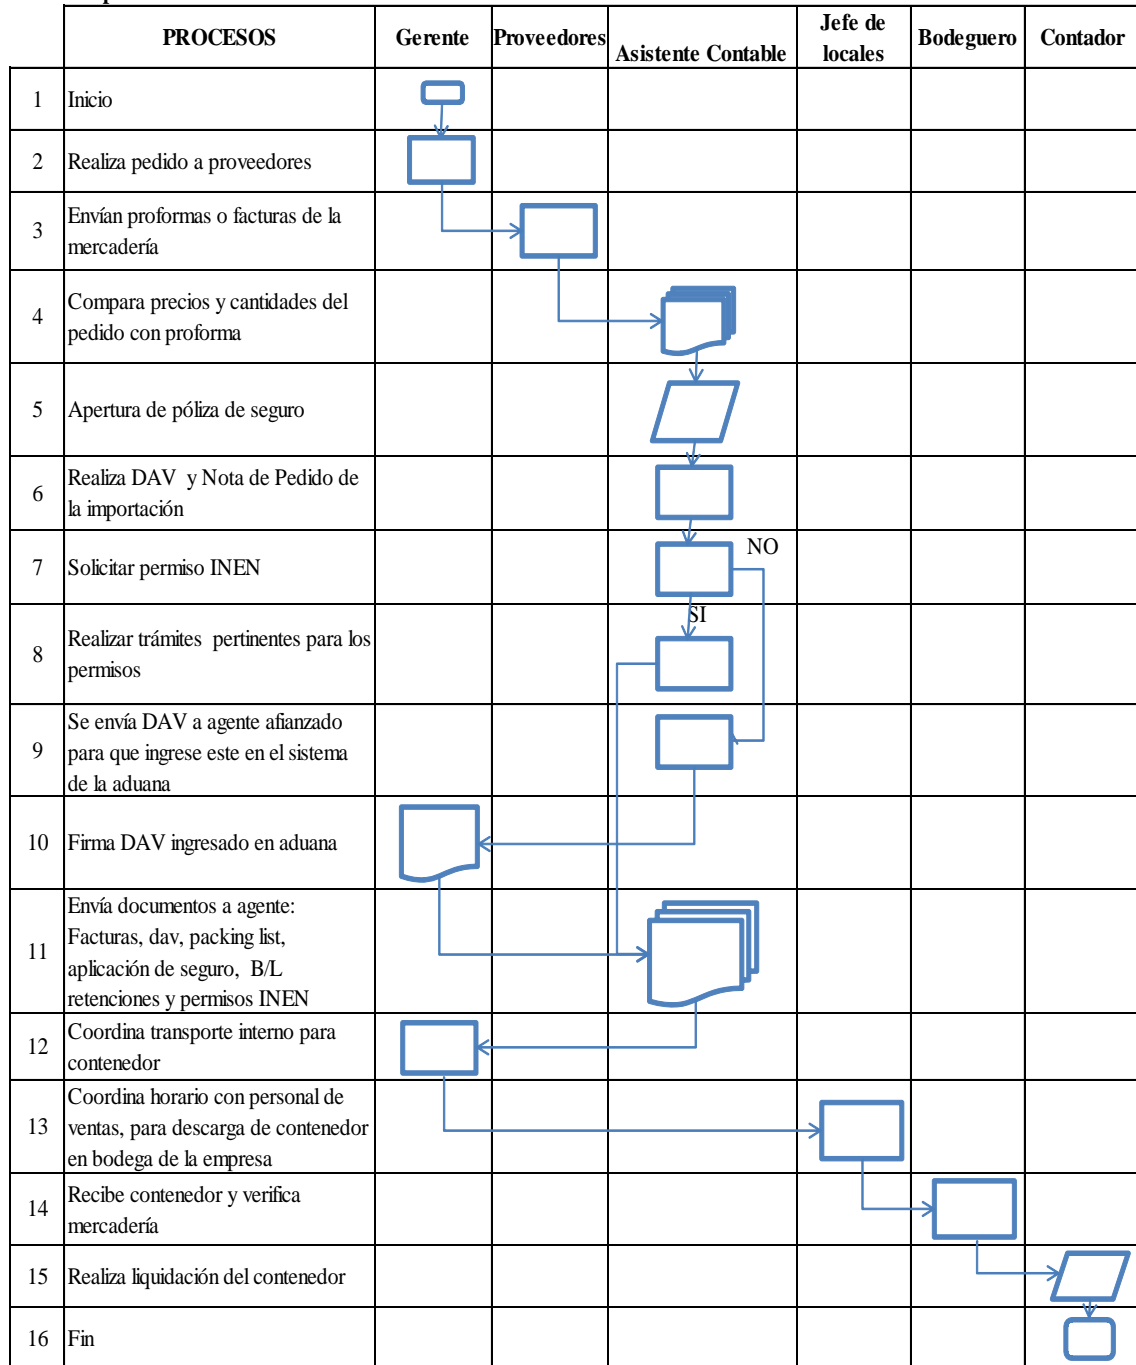 PROCESOS
Gerente
Proveedores
Asistente Contable
Jefe de
locales
Bodeguero
Contador
1
Inicio
2
Realiza pedido a proveedores
3
Envían proformas o facturas de la
mercadería
4
Compara precios y cantidades del
pedido con proforma
5
Apertura de póliza de seguro
6
Realiza DAV y Nota de Pedido de
la importación
7
Solicitar permiso INEN
NO
SI
8
Realizar trámites pertinentes para los
permisos
9
Se envía DAV a agente afianzado
para que ingrese este en el sistema
de la aduana
10
Firma DAV ingresado en aduana
11
Envía documentos a agente:
Facturas, dav, packing list,
aplicación de seguro, B/L
retenciones y permisos INEN
12
Coordina transporte interno para
contenedor
13
Coordina horario con personal de
ventas, para descarga de contenedor
en bodega de la empresa
14
Recibe contenedor y verifica
mercadería
15
Realiza liquidación del contenedor
16
Fin